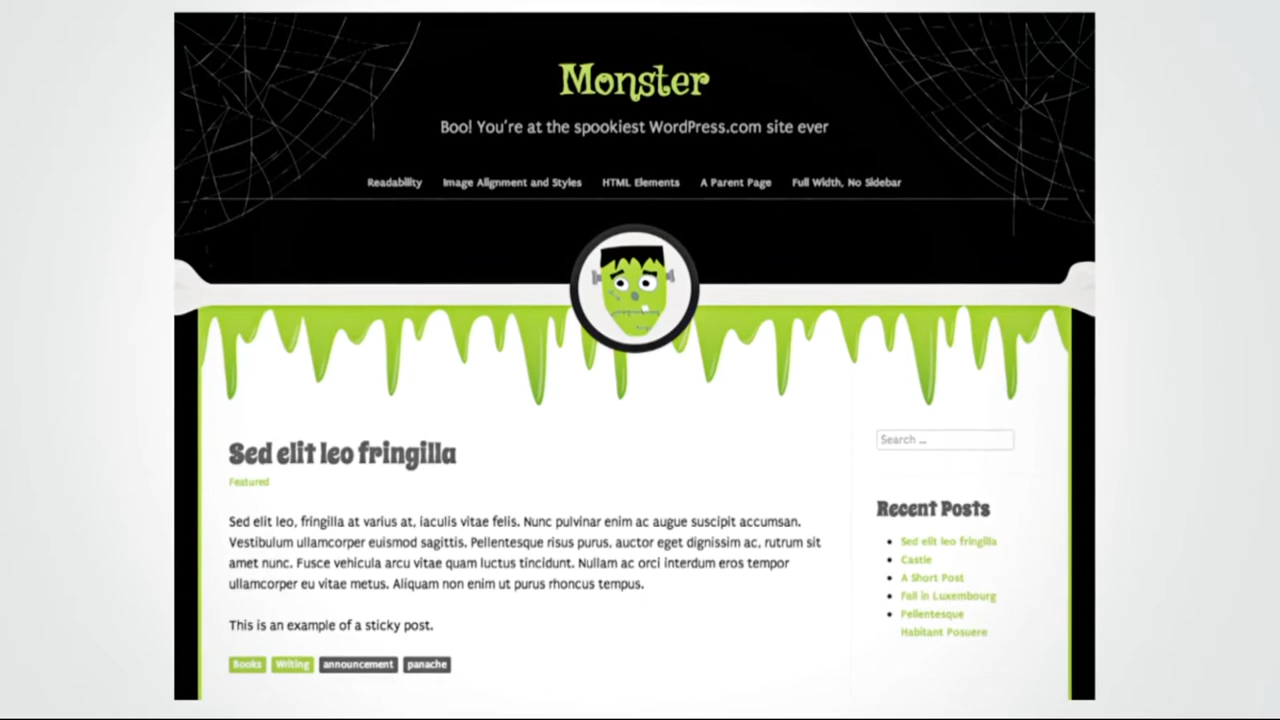 Monster
Boo! You're at the spookiest WordPress.com site ever
Readability Image Alignment and Styles HTML Elements A Parent Page Full Width, No Sidebar
Sed elit leo fringilla
Featured
Sed elit leo, fringilla at varius at, iaculis vitae felis. Nunc pulvinar enim ac augue suscipit accumsan.
Vestibulum ullamcorper euismod sagittis. Pellentesque risus purus, auctor eget dignissim ac, rutrum sit
amet nunc. Fusce vehicula arcu vitae quam luctus tincidunt. Nullam ac orci interdum eros tempor
ullamcorper eu vitae metus. Aliquam non enim ut purus rhoncus tempus.
This is an example of a sticky post.
Books Writing announcement panache
Search ...
Recent Posts
Sed elit leo fringilla
Castle
A Short Post
Fall in Luxembourg
Pellentesque
Habitant Posuere